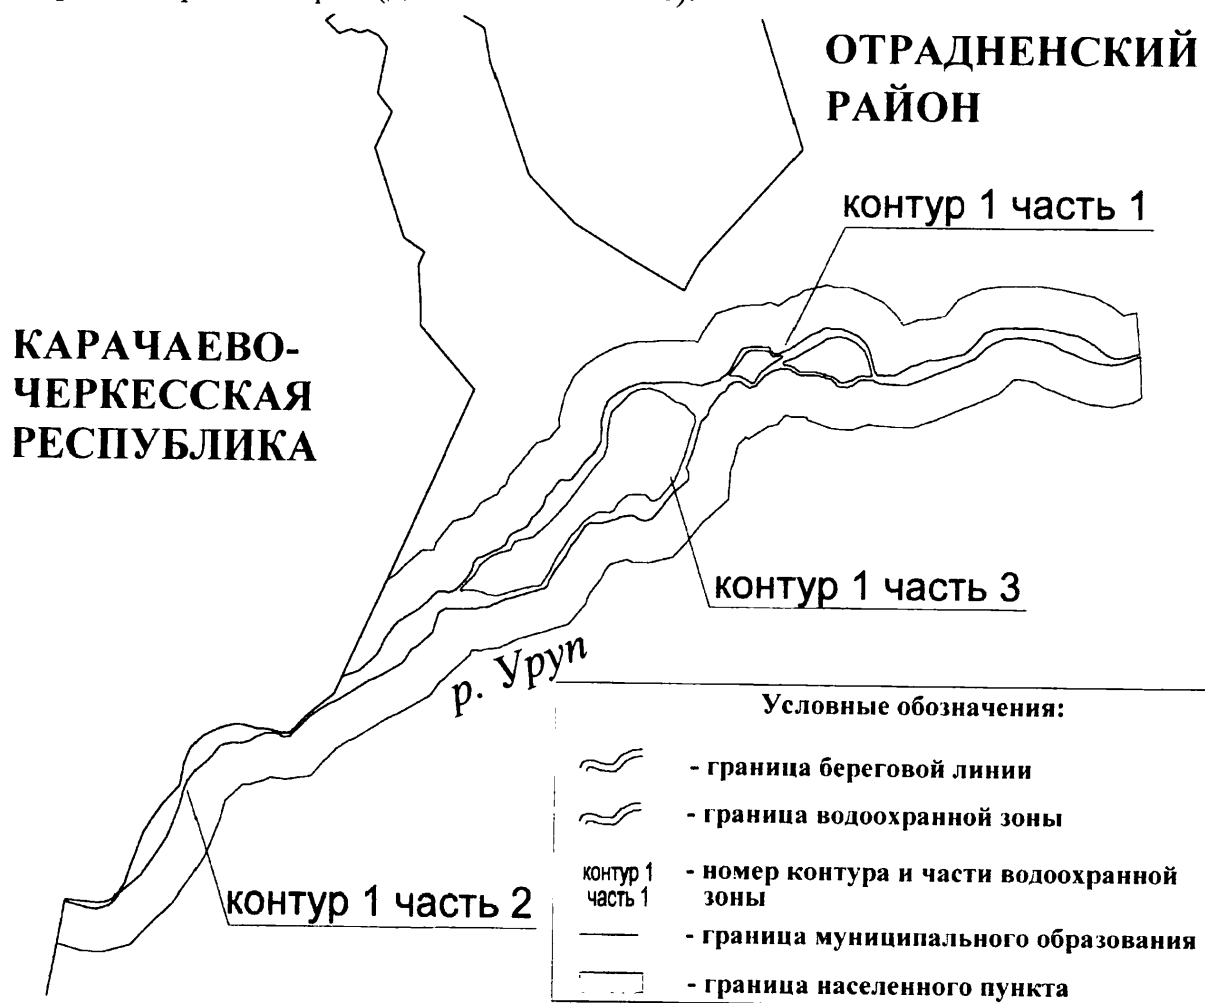 ОТРАДНЕНСКИЙ
РАЙОН
контур 1 часть 1
КАРАЧАЕВО-
ЧЕРКЕССКАЯ
РЕСПУБЛИКА
контур 1 часть 3
р. Уруп
контур 1 часть 2
Условные обозначения:
- граница береговой линии
- граница водоохранной зоны
контур 1
часть 1
- номер контура и части водоохранной
зоны
- граница муниципального образования
- граница населенного пункта